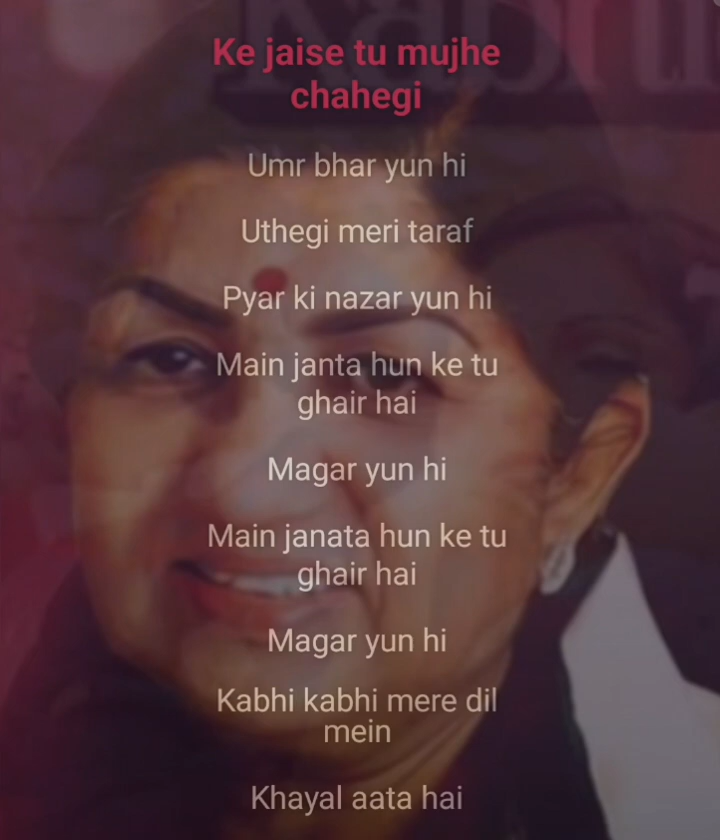 Ke jaise tu mujhe
chahegi
Umr bhar yun hi
Uthegi meri taraf
Pyar ki nazar yun hi
Main janta hun ke tu
ghair hai
Magar yun hi
Main janata hun ke tu
ghair hai
Magar yun hi
Kabhi kabhi mere dil
mein
Khayal aata hai